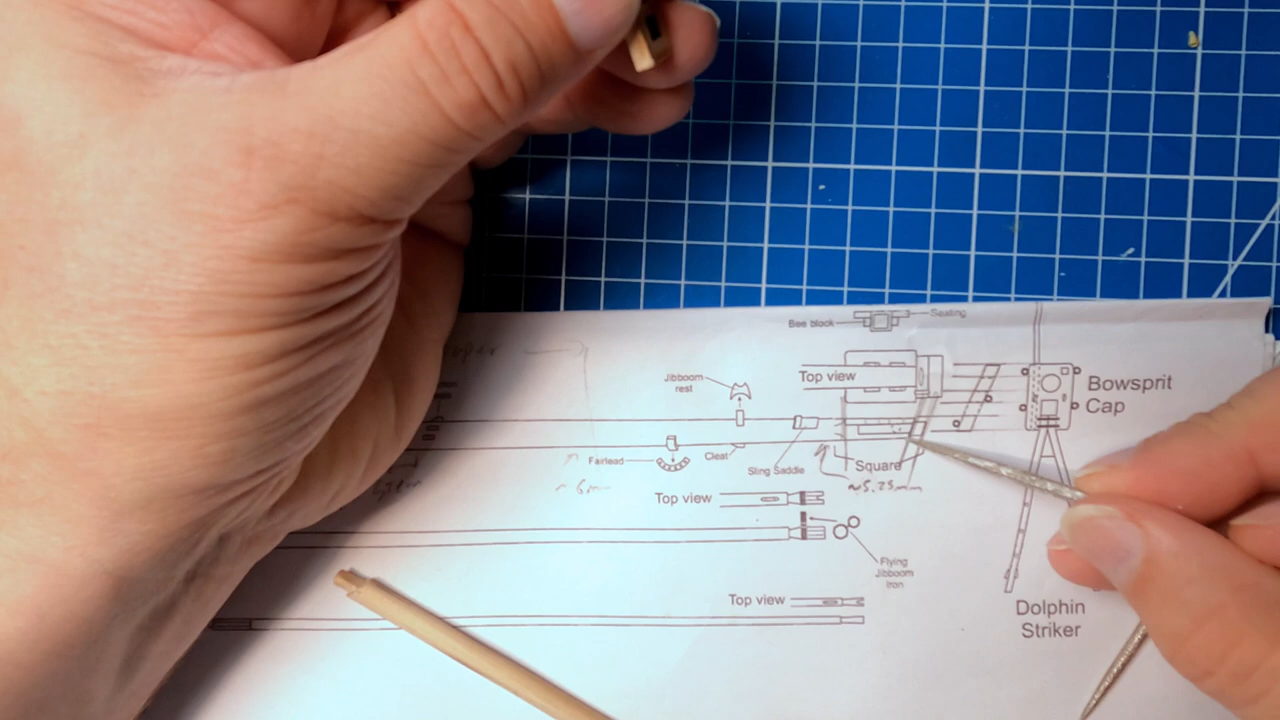 Bee block
Seating
Jibboom
rest
Top view
Bowsprit
Cap
Fairlead
Cleat
Sling Saddle
Square
~ 6mm
~5.25mm
Top view
Flying
Jibboom
Iron
Top view
Dolphin
Striker